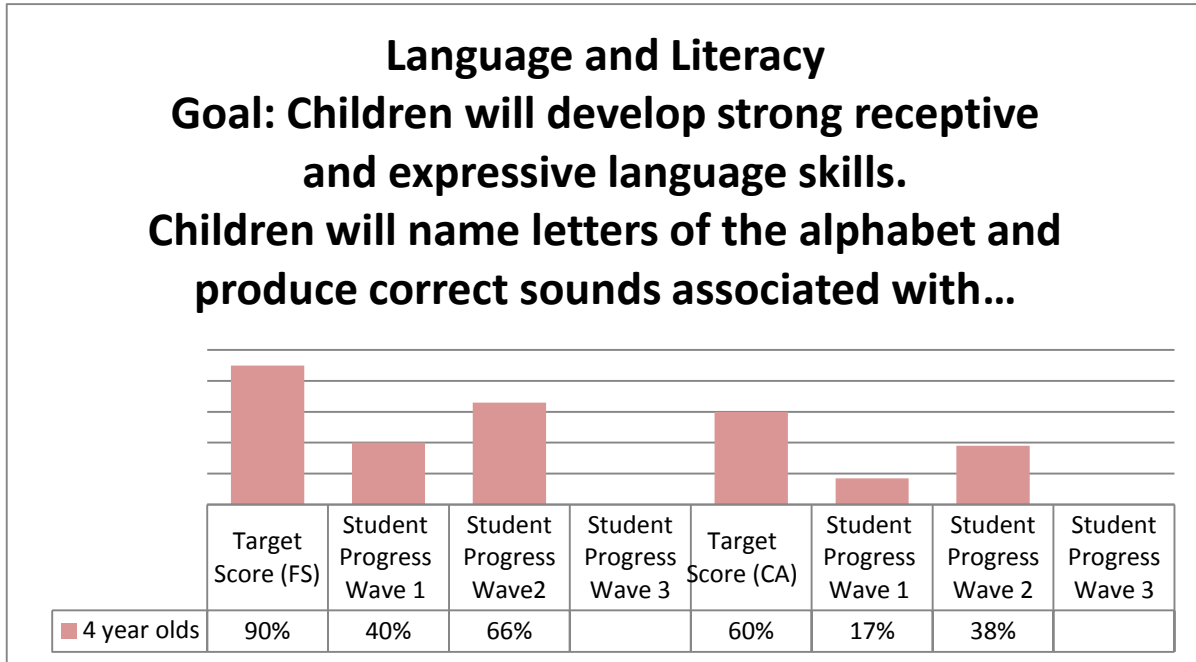 Language and Literacy
Goal: Children will develop strong receptive
and expressive language skills.
Children will name letters of the alphabet and
produce correct sounds associated with…
Target Score (FS)
Student Progress Wave 1
Student Progress Wave2
Student Progress Wave 3
Target Score (CA)
Student Progress Wave 1
Student Progress Wave 2
Student Progress Wave 3
4 year olds 90% 40% 66% 60% 17% 38%